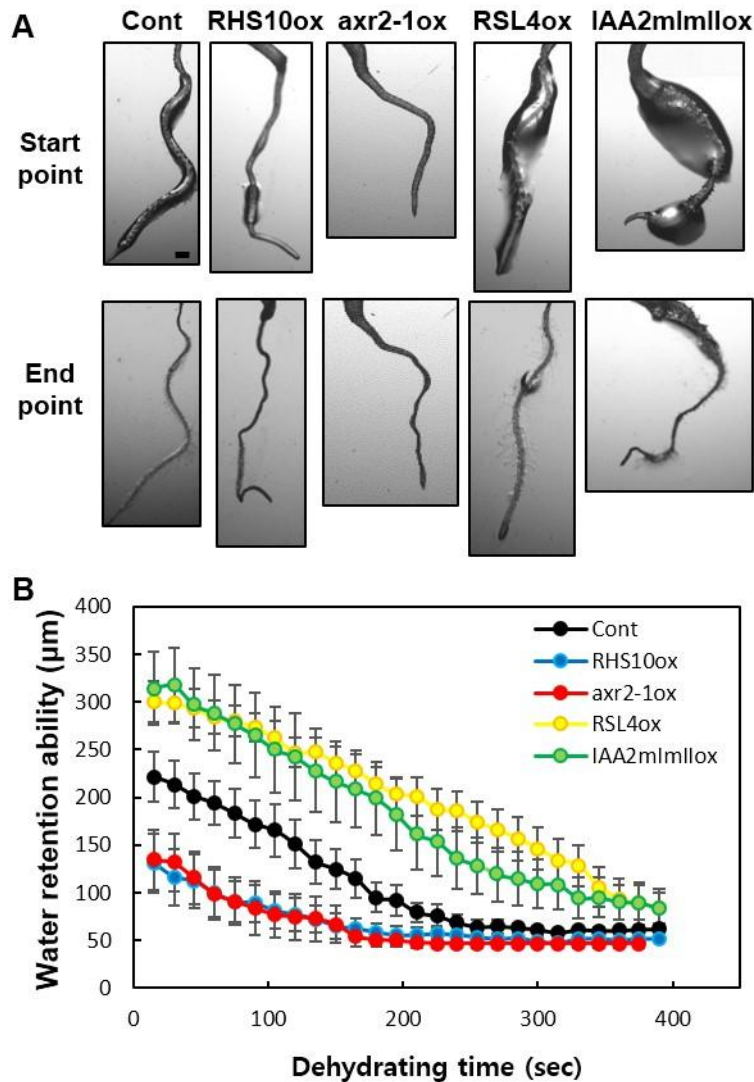 A
Cont RHS10ox axr2-1ox RSL4ox IAA2mImIIox
Start
point
End
point
B
Water retention ability (μm)
400
350
300
250
200
150
100
50
0
0 100 200 300 400
Dehydrating time (sec)
Cont
RHS10ox
axr2-1ox
RSL4ox
IAA2mImIIox